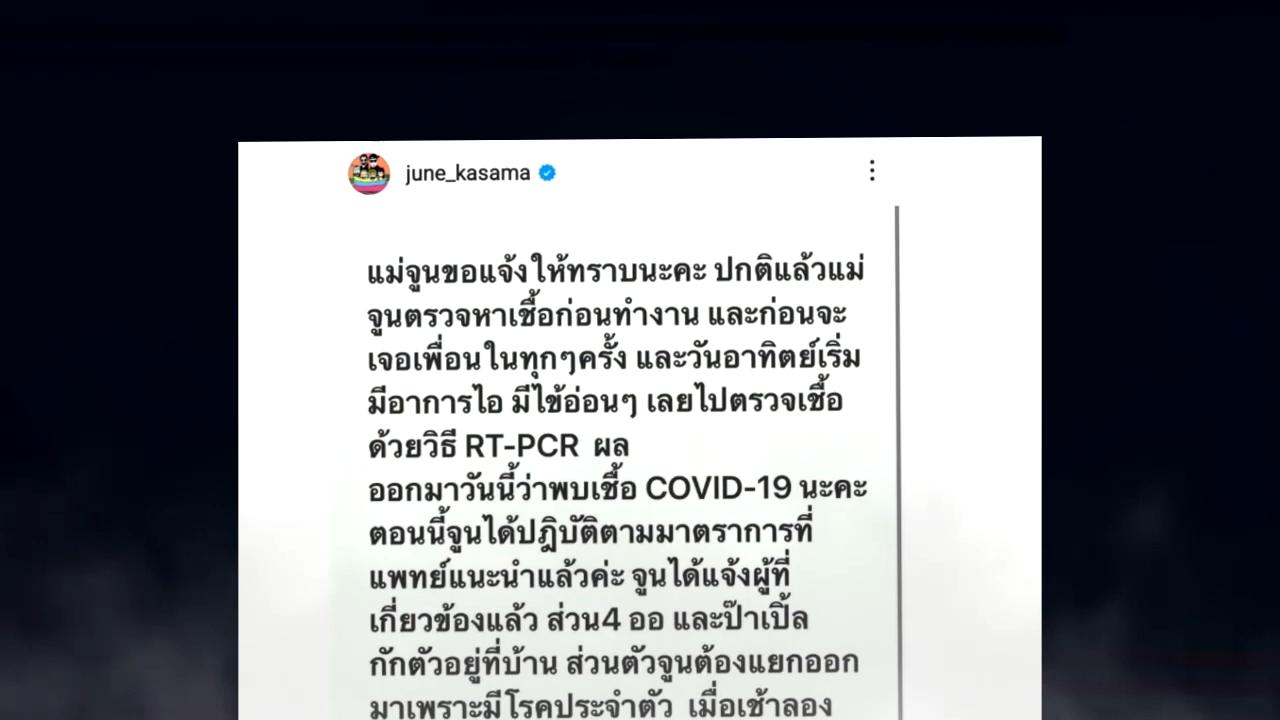 june_kasama
แม่จูนขอแจ้งให้ทราบนะคะ ปกติแล้วแม่
จูนตรวจหาเชื้อก่อนทำงาน และก่อนจะ
เจอเพื่อนในทุกๆครั้ง และวันอาทิตย์เริ่ม
มีอาการไอ มีไข้อ่อนๆ เลยไปตรวจเชื้อ
ด้วยวิธี RT-PCR ผล
ออกมาวันนี้ว่าพบเชื้อ COVID-19 นะคะ
ตอนนี้จูนได้ปฎิบัติตามมาตราการที่
แพทย์แนะนำแล้วค่ะ จูนได้แจ้งผู้ที่
เกี่ยวข้องแล้ว ส่วน4 ออ และป๊าเปิ้ล
กักตัวอยู่ที่บ้าน ส่วนตัวจูนต้องแยกออก
มาเพราะมีโรคประจำตัว เมื่อเช้าลอง